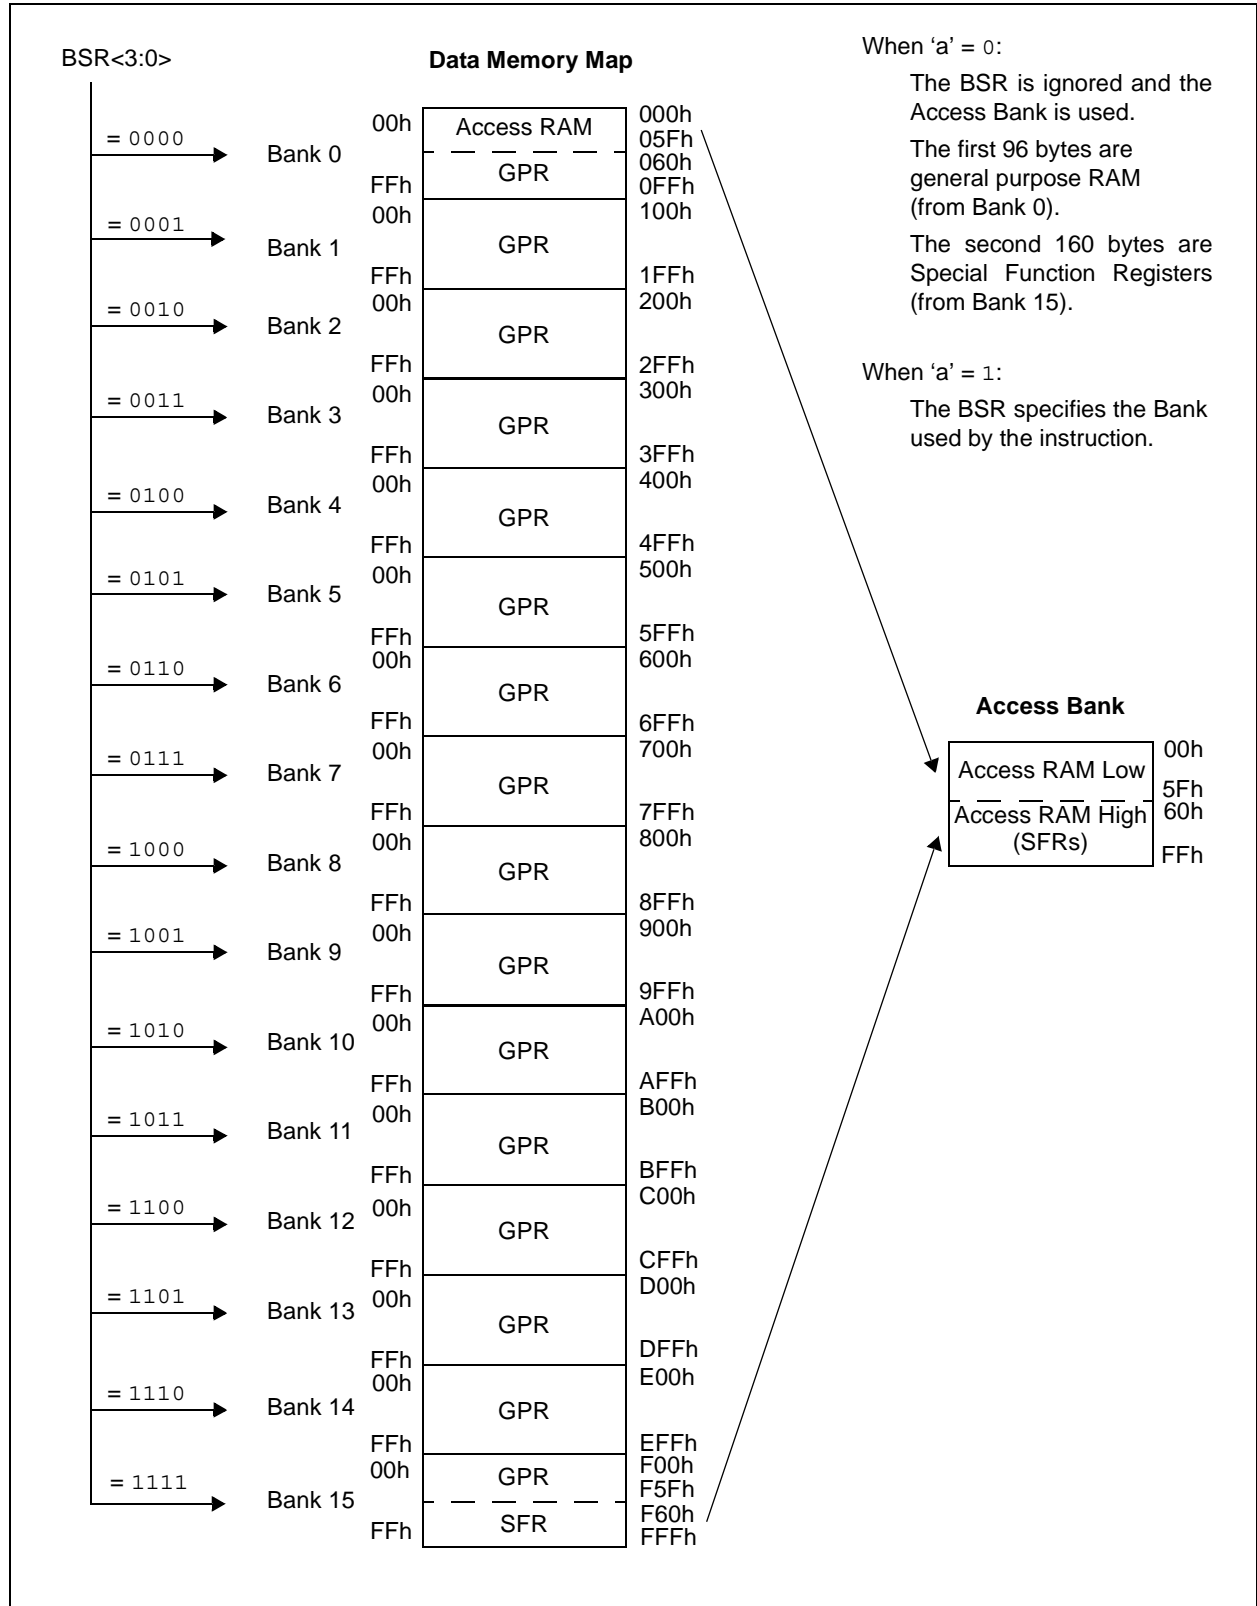 BSR<3:0>
Data Memory Map
When ‘a’ = 0:
The BSR is ignored and the
Access Bank is used.
The first 96 bytes are
general purpose RAM
(from Bank 0).
The second 160 bytes are
Special Function Registers
(from Bank 15).
When ‘a’ = 1:
The BSR specifies the Bank
used by the instruction.
= 0000
Bank 0
00h
FFh
Access RAM
GPR
000h
05Fh
060h
0FFh
= 0001
Bank 1
00h
FFh
GPR
100h
1FFh
= 0010
Bank 2
00h
FFh
GPR
200h
2FFh
= 0011
Bank 3
00h
FFh
GPR
300h
3FFh
= 0100
Bank 4
00h
FFh
GPR
400h
4FFh
= 0101
Bank 5
00h
FFh
GPR
500h
5FFh
= 0110
Bank 6
00h
FFh
GPR
600h
6FFh
= 0111
Bank 7
00h
FFh
GPR
700h
7FFh
= 1000
Bank 8
00h
FFh
GPR
800h
8FFh
= 1001
Bank 9
00h
FFh
GPR
900h
9FFh
= 1010
Bank 10
00h
FFh
GPR
A00h
AFFh
= 1011
Bank 11
00h
FFh
GPR
B00h
BFFh
= 1100
Bank 12
00h
FFh
GPR
C00h
CFFh
= 1101
Bank 13
00h
FFh
GPR
D00h
DFFh
= 1110
Bank 14
00h
FFh
GPR
E00h
EFFh
= 1111
Bank 15
00h
FFh
GPR
SFR
F00h
F5Fh
F60h
FFFh
Access Bank
Access RAM Low
Access RAM High
(SFRs)
00h
5Fh
60h
FFh